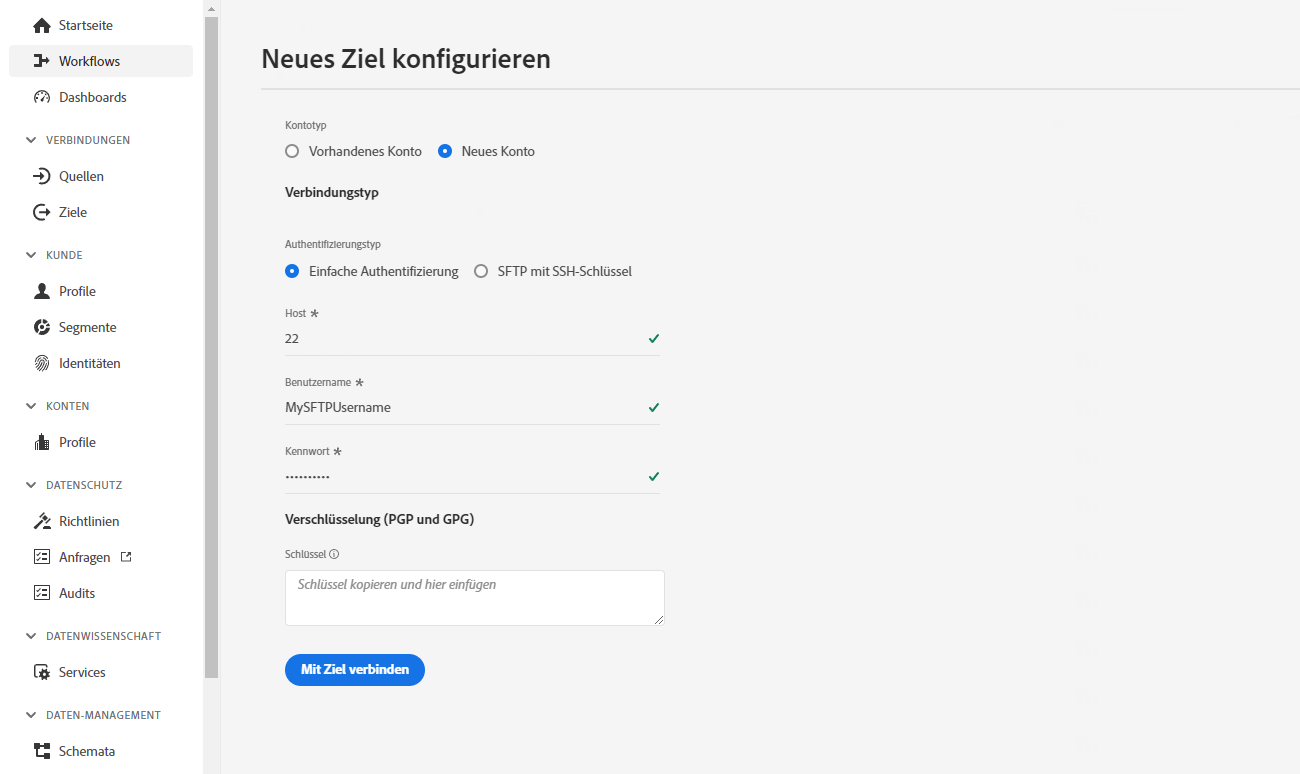 Startseite
Workflows
Dashboards
VERBINDUNGEN
Quellen
Ziele
KUNDE
Profile
Segmente
Identitäten
KONTEN
Profile
DATENSCHUTZ
Richtlinien
Anfragen
Audits
DATENWISSENSCHAFT
Services
DATEN-MANAGEMENT
Schemata
Neues Ziel konfigurieren
Kontotyp
Vorhandenes Konto Neues Konto
Verbindungstyp
Authentifizierungstyp
Einfache Authentifizierung SFTP mit SSH-Schlüssel
Host *
22
Benutzername *
MySFTPUsername
Kennwort *
••••••••••
Verschlüsselung (PGP und GPG)
Schlüssel
Schlüssel kopieren und hier einfügen
Mit Ziel verbinden